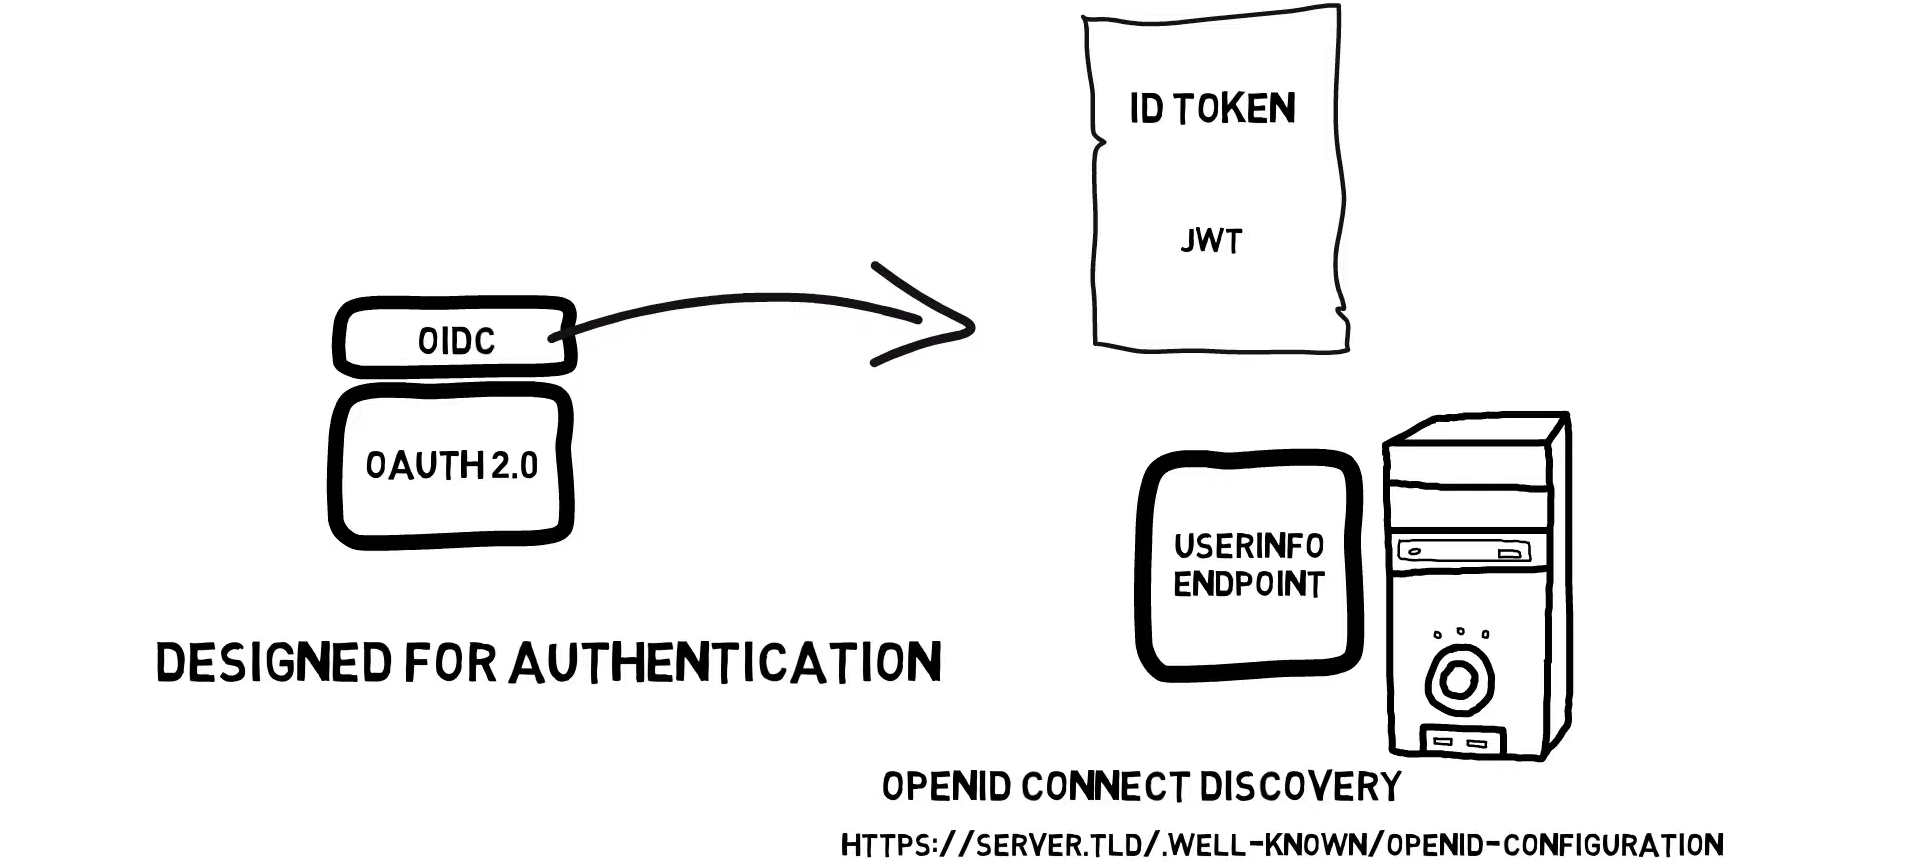 ID TOKEN
JWT
OIDC
OAUTH 2.0
USERINFO
ENDPOINT
DESIGNED FOR AUTHENTICATION
OPENID CONNECT DISCOVERY
HTTPS://SERVER.TLD/.WELL-KNOWN/OPENID-CONFIGURATION